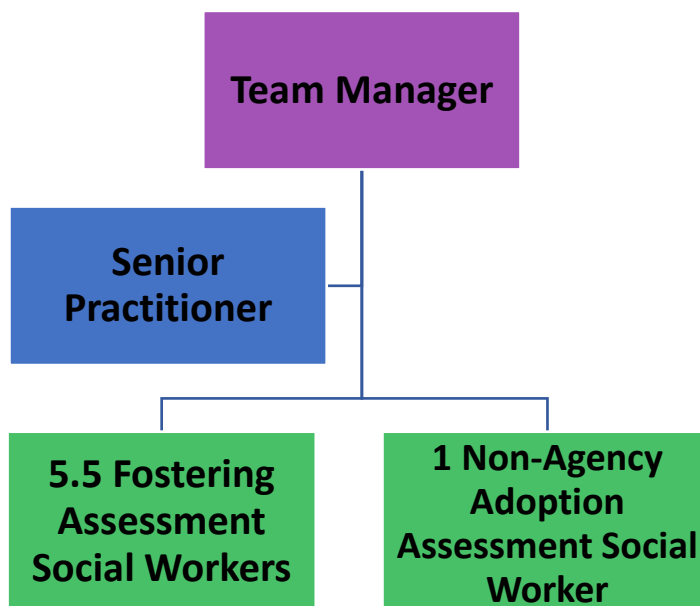 Team Manager
Senior
Practitioner
5.5 Fostering
Assessment
Social Workers
1 Non-Agency
Adoption
Assessment Social
Worker